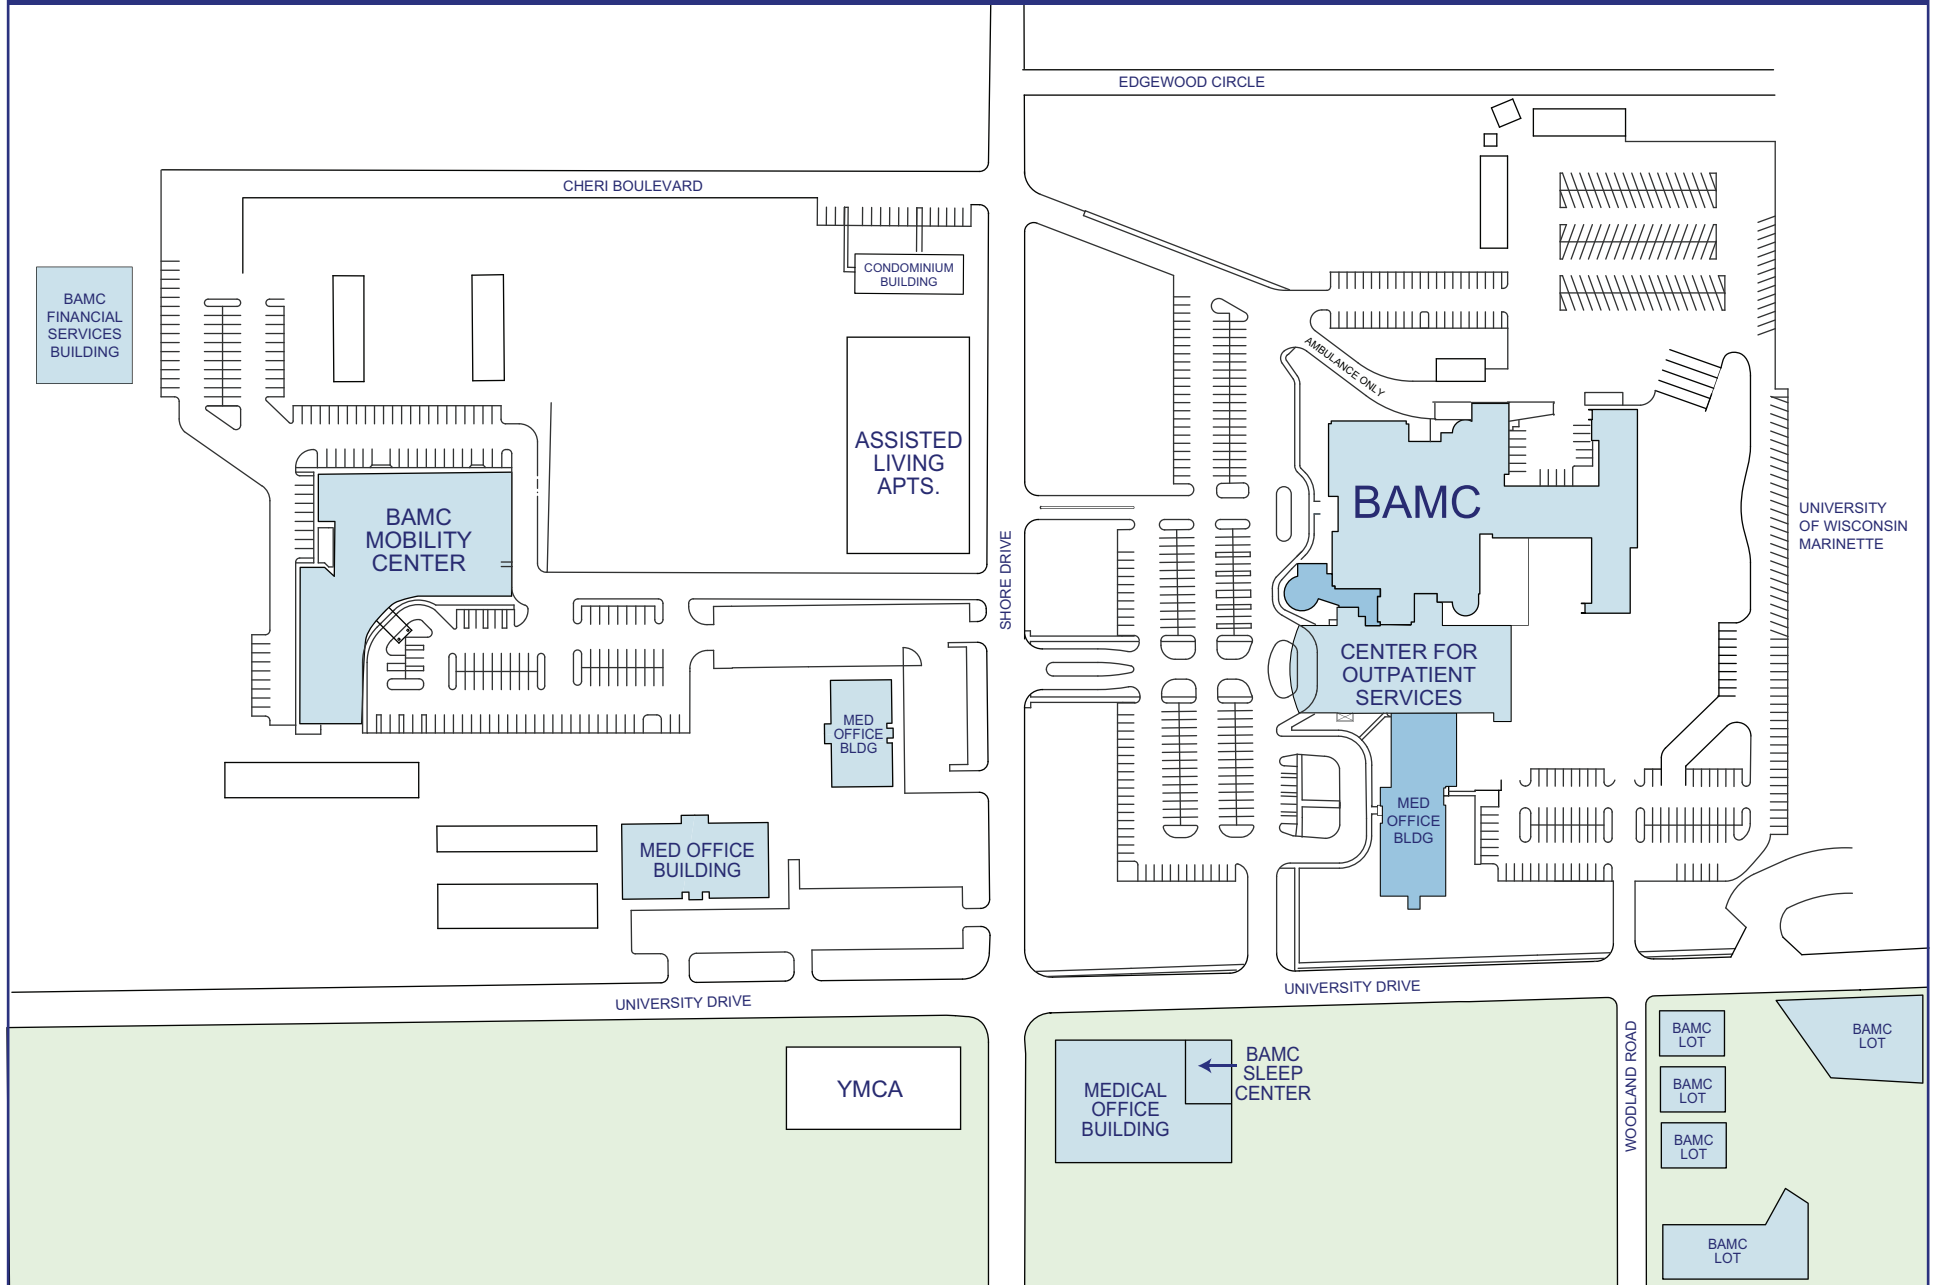 EDGEWOOD CIRCLE
CHERI BOULEVARD
CONDOMINIUM
BUILDING
BAMC
FINANCIAL
SERVICES
BUILDING
AMBULANCE ONLY
ASSISTED
LIVING
APTS.
BAMC
MOBILITY
CENTER
BAMC
UNIVERSITY
OF WISCONSIN
MARINETTE
SHORE DRIVE
CENTER FOR
OUTPATIENT
SERVICES
MED
OFFICE
BLDG
MED OFFICE
BUILDING
MED
OFFICE
BLDG
UNIVERSITY DRIVE
UNIVERSITY DRIVE
YMCA
MEDICAL
OFFICE
BUILDING
BAMC
SLEEP
CENTER
WOODLAND ROAD
BAMC
LOT
BAMC
LOT
BAMC
LOT
BAMC
LOT
BAMC
LOT